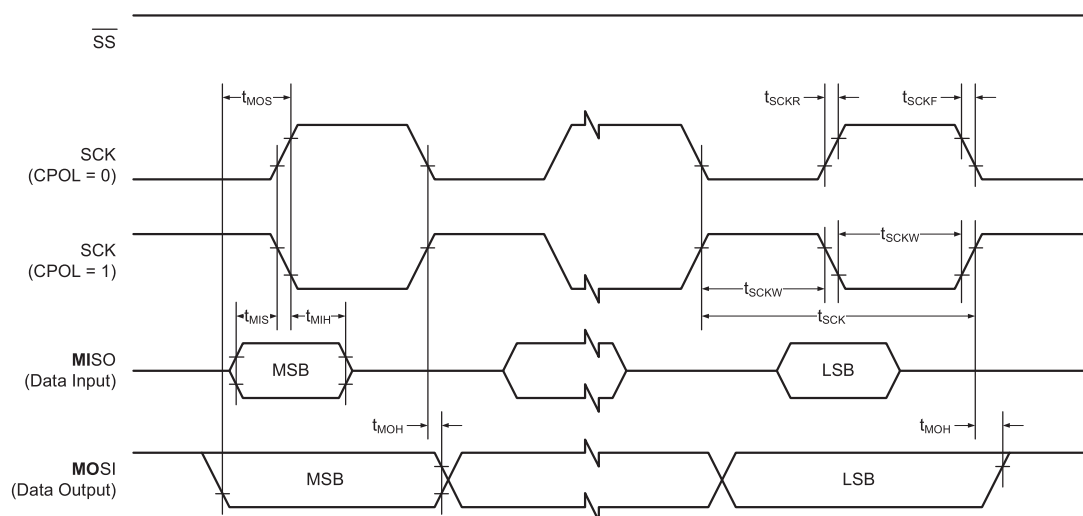 SS
tMOS
tSCKR
tSCKF
SCK
(CPOL = 0)
SCK
(CPOL = 1)
tSCKW
tSCKW
tSCK
tMIS
tMIH
MISO
(Data Input)
MSB
LSB
tMOH
tMOH
MOSI
(Data Output)
MSB
LSB